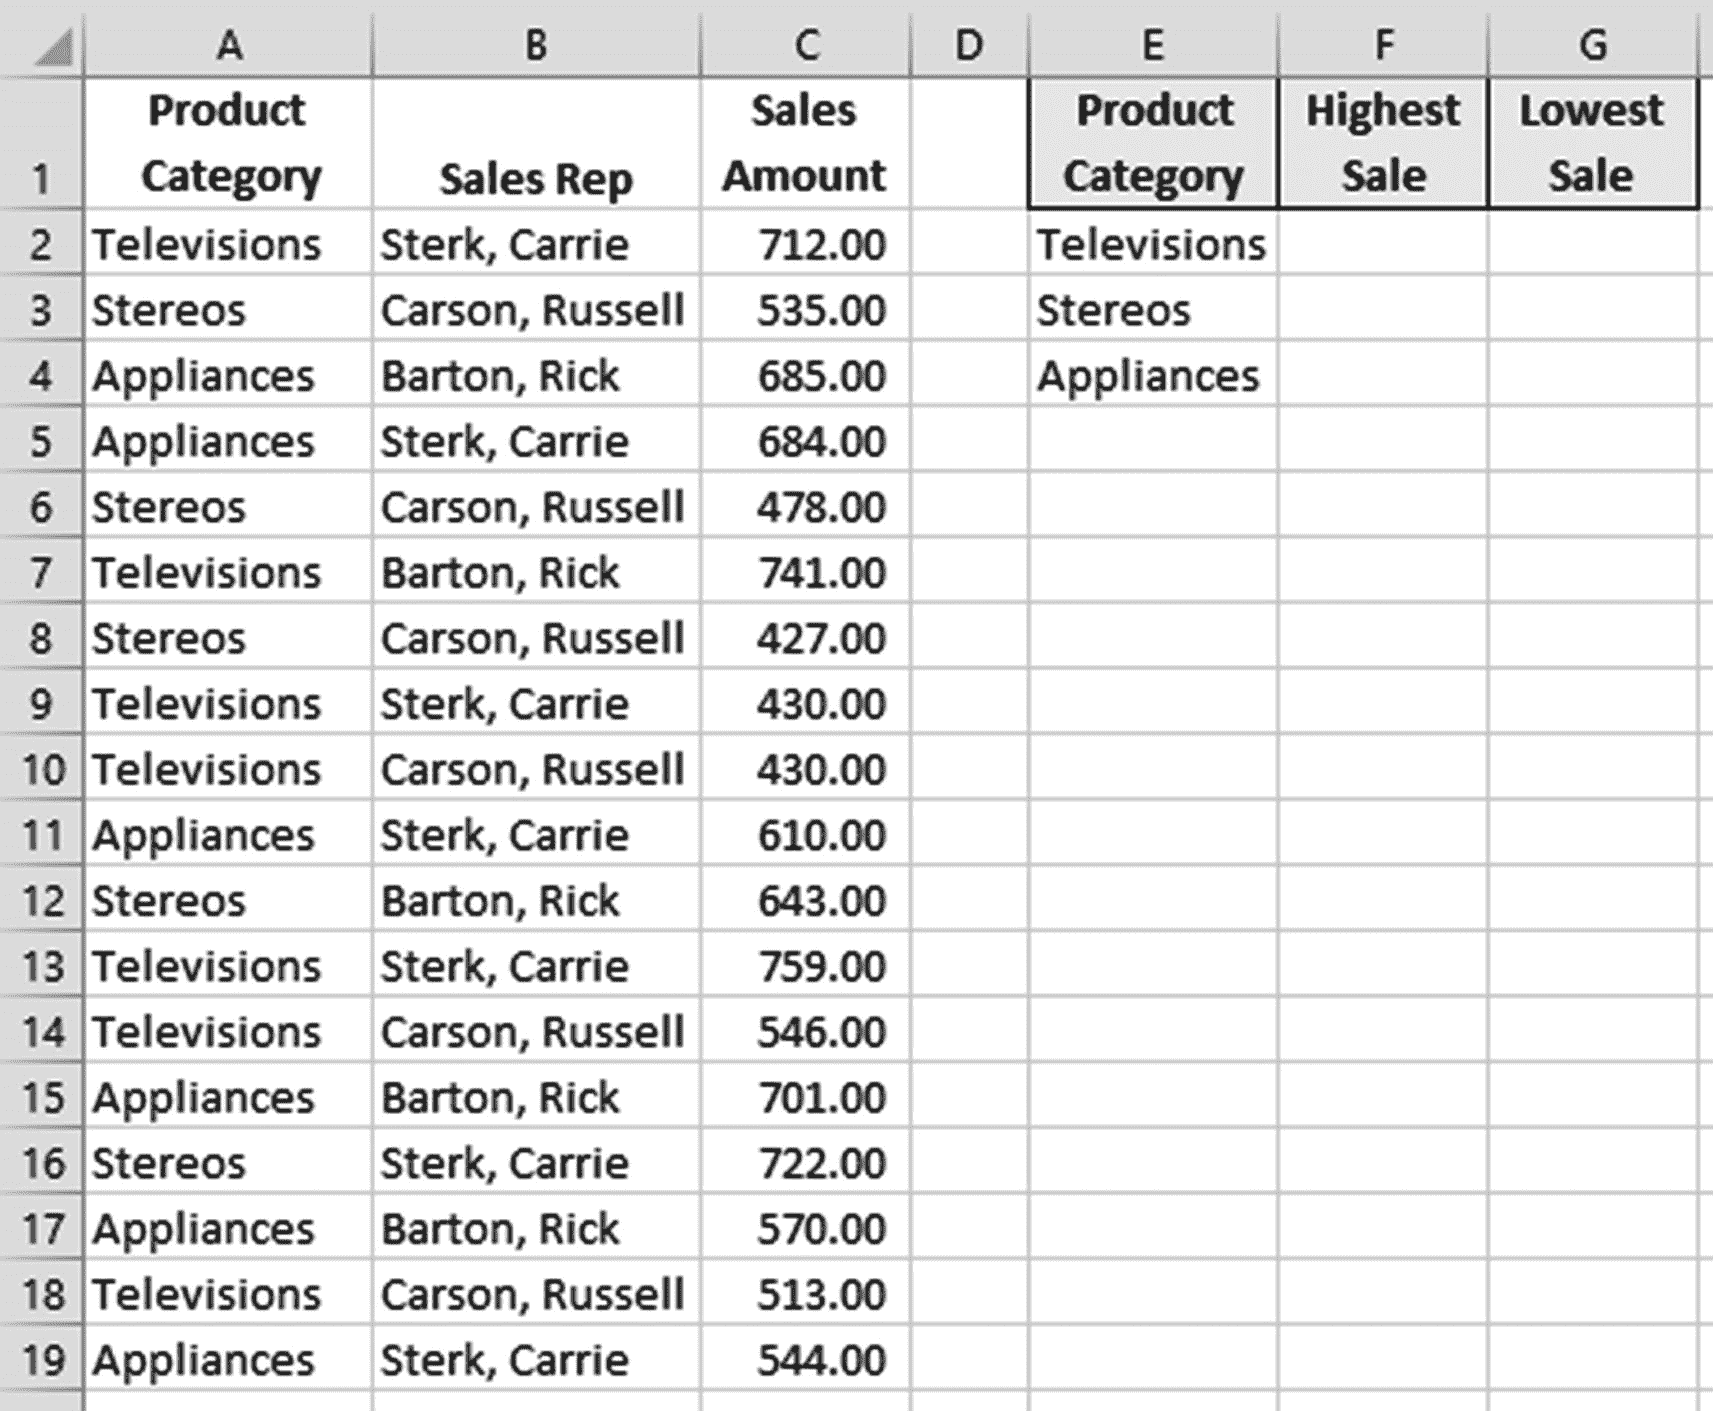 A B C D E F G
1 Product Category Sales Rep Sales Amount Product Category Highest Sale Lowest Sale
2 Televisions Sterk, Carrie 712.00 Televisions
3 Stereos Carson, Russell 535.00 Stereos
4 Appliances Barton, Rick 685.00 Appliances
5 Appliances Sterk, Carrie 684.00
6 Stereos Carson, Russell 478.00
7 Televisions Barton, Rick 741.00
8 Stereos Carson, Russell 427.00
9 Televisions Sterk, Carrie 430.00
10 Televisions Carson, Russell 430.00
11 Appliances Sterk, Carrie 610.00
12 Stereos Barton, Rick 643.00
13 Televisions Sterk, Carrie 759.00
14 Televisions Carson, Russell 546.00
15 Appliances Barton, Rick 701.00
16 Stereos Sterk, Carrie 722.00
17 Appliances Barton, Rick 570.00
18 Televisions Carson, Russell 513.00
19 Appliances Sterk, Carrie 544.00